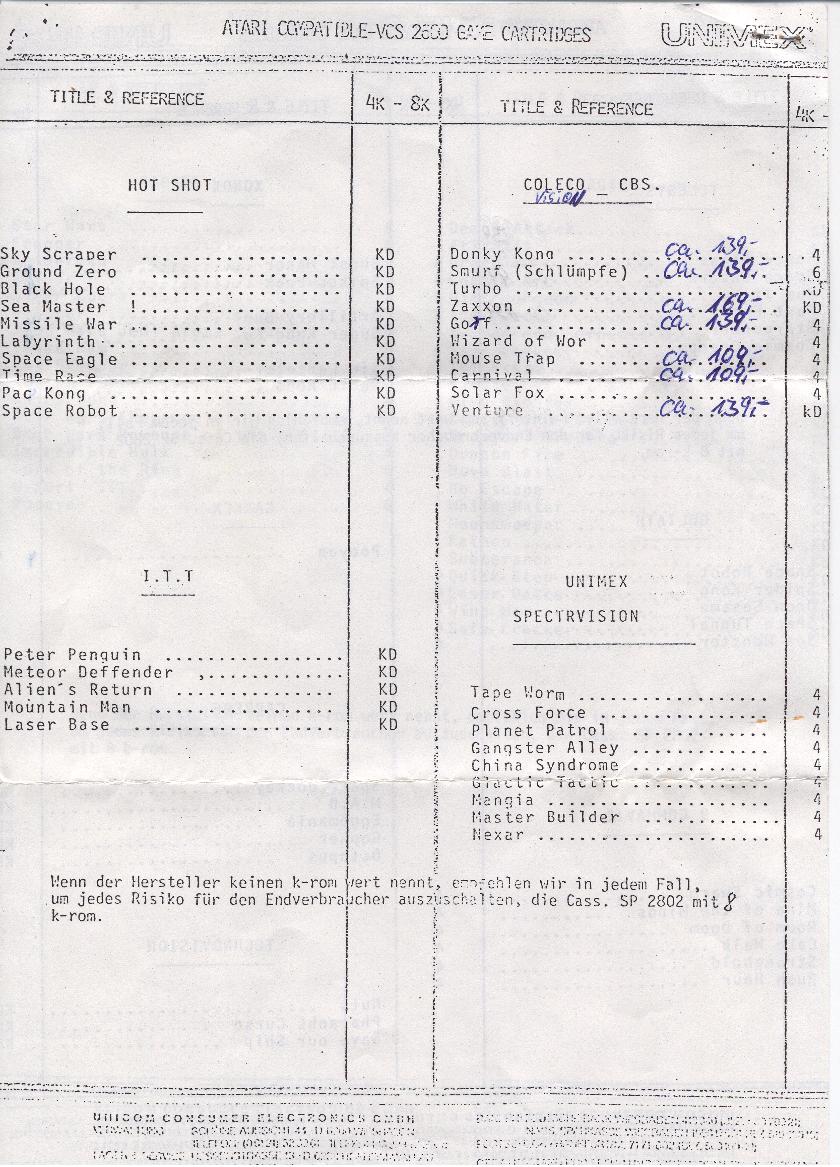 ATARI COMPATIBLE-VCS 2600 GAME CARTRIDGES UNIMEX
TITLE & REFERENCE 4K - 8K
HOT SHOT
Sky Scraper .................. KD
Ground Zero .................. KD
Black Hole .................. KD
Sea Master ! .................. KD
Missile War .................. KD
Labyrinth .................. KD
Space Eagle .................. KD
Time Race .................. KD
Pac Kong .................. KD
Space Robot .................. KD
I.T.T
Peter Penguin ................ KD
Meteor Deffender ............. KD
Alien´s Return ............... KD
Mountain Man ................. KD
Laser Base ................... KD
TITLE & REFERENCE 4K -
COLECO _ CBS.
VISION
Donky Kong .......... ca. 139,- 4
Smurf (Schlümpfe) .. ca. 139,- 6
Turbo .................. KD
Zaxxon .......... ca. 169,- KD
Gorf .......... ca. 139,- 4
Wizard of Wor .......... 4
Mouse Trap .......... ca. 109,- 4
Carnival .......... ca. 109,- 4
Solar Fox .......... 4
Venture .......... ca. 139,- kD
UNIMEX
SPECTRVISION
Tape Worm .................. 4
Cross Force .................. 4
Planet Patrol .................. 4
Gangster Alley .................. 4
China Syndrome .................. 4
Glactic Tactic .................. 4
Mangia .................. 4
Master Builder .................. 4
Nexar .................. 4
Wenn der Hersteller keinen k-rom wert nennt, empfehlen wir in jedem Fall,
um jedes Risiko für den Endverbraucher auszuschalten, die Cass. SP 2802 mit 8
k-rom.
UNICOM CONSUMER ELECTRONICS GMBH